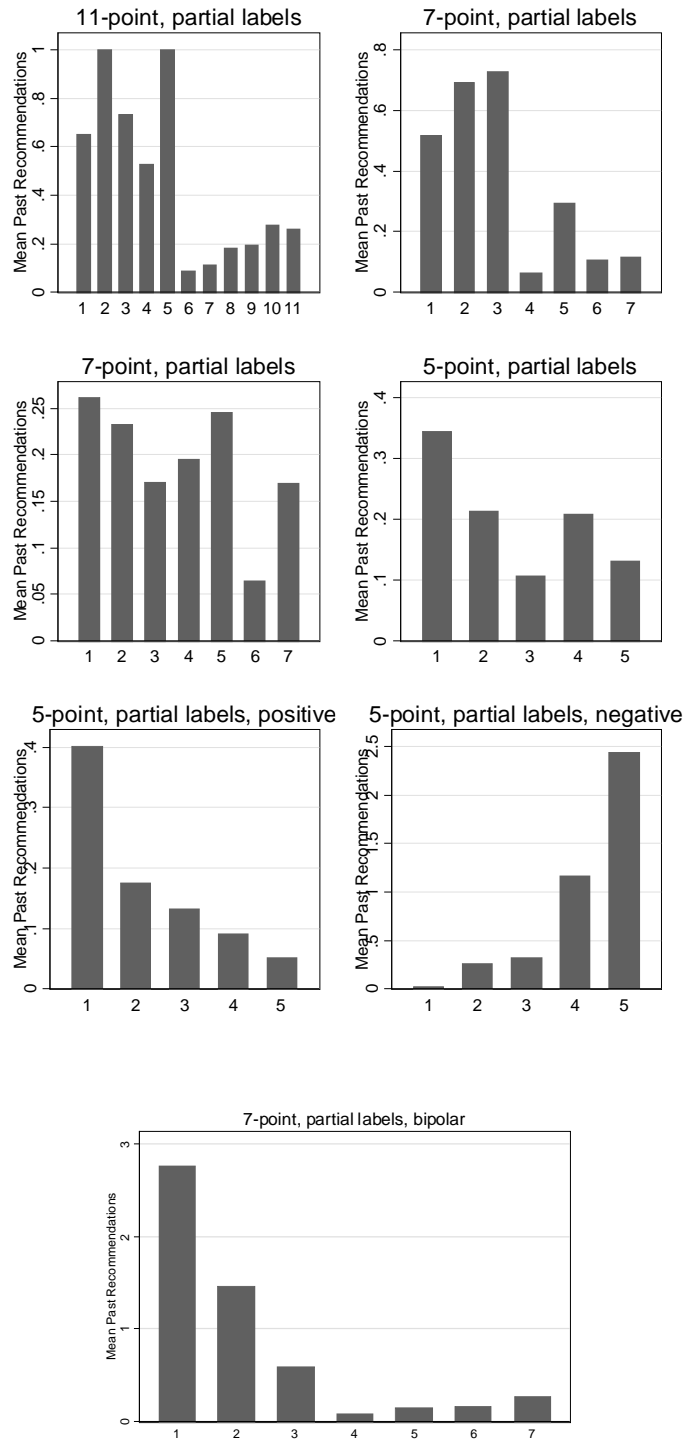 11-point, partial labels
Mean Past Recommendations
0 .2 .4 .6 .8 1
1 2 3 4 5 6 7 8 9 10 11
7-point, partial labels
Mean Past Recommendations
0 .2 .4 .6 .8
1 2 3 4 5 6 7
7-point, partial labels
Mean Past Recommendations
0 .05 .1 .15 .2 .25
1 2 3 4 5 6 7
5-point, partial labels
Mean Past Recommendations
0 .1 .2 .3 .4
1 2 3 4 5
5-point, partial labels, positive
Mean Past Recommendations
0 .1 .2 .3 .4
1 2 3 4 5
5-point, partial labels, negative
Mean Past Recommendations
0 .5 1 1.5 2 2.5
1 2 3 4 5
7-point, partial labels, bipolar
Mean Past Recommendations
0 1 2 3
1 2 3 4 5 6 7